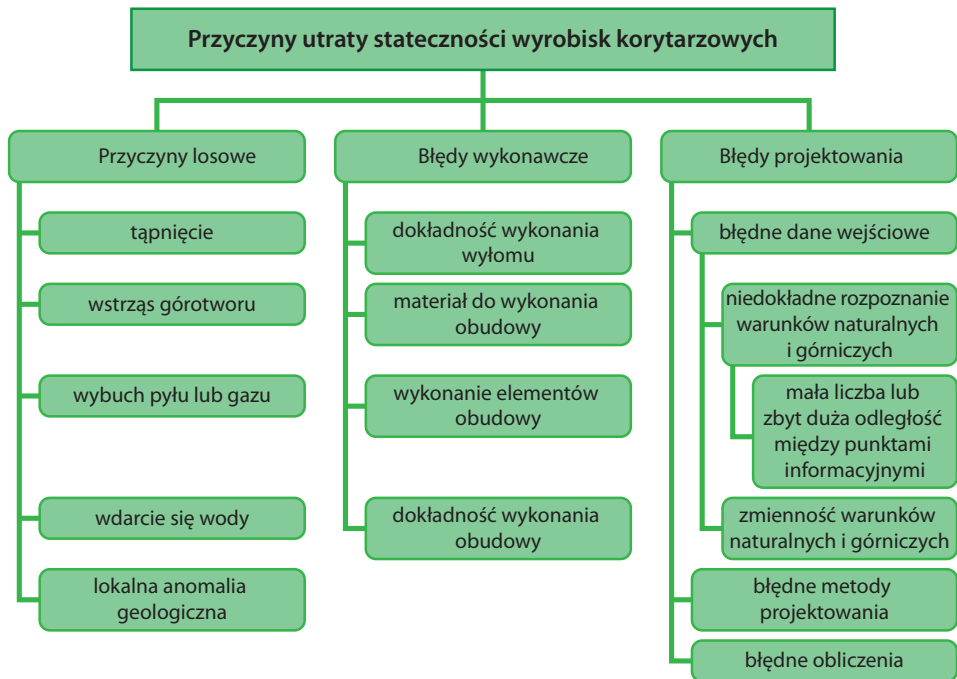 Przyczyny utraty stateczności wyrobisk korytarzowych
Przyczyny losowe
tąpnięcie
wstrząs górotworu
wybuch pyłu lub gazu
wdarcie się wody
lokalna anomalia
geologiczna
Błędy wykonawcze
dokładność wykonania
wyłomu
materiał do wykonania
obudowy
wykonanie elementów
obudowy
dokładność wykonania
obudowy
Błędy projektowania
błędne dane wejściowe
niedokładne rozpoznanie
warunków naturalnych
i górniczych
mała liczba lub
zbyt duża odległość
między punktami
informacyjnymi
zmienność warunków
naturalnych i górniczych
błędne metody
projektowania
błędne obliczenia